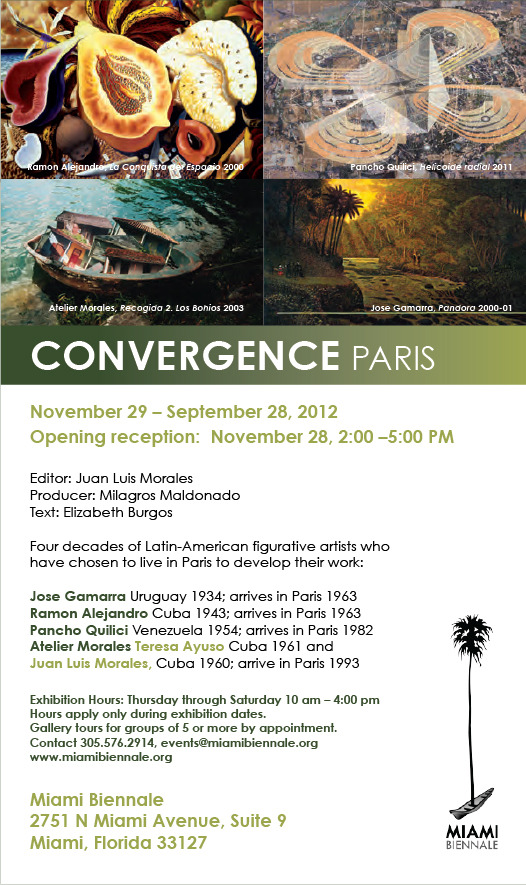 Ramon Alejandro, La Conquista del Espacio 2000
Pancho Quilici, Helicoide radial 2011
Atelier Morales, Recogida 2. Los Bohios 2003
Jose Gamarra, Pandora 2000-01
CONVERGENCE PARIS
November 29 – September 28, 2012
Opening reception:  November 28, 2:00 –5:00 PM
Editor: Juan Luis Morales
Producer: Milagros Maldonado
Text: Elizabeth Burgos
Four decades of Latin-American figurative artists who
have chosen to live in Paris to develop their work:
Jose Gamarra Uruguay 1934; arrives in Paris 1963
Ramon Alejandro Cuba 1943; arrives in Paris 1963
Pancho Quilici Venezuela 1954; arrives in Paris 1982
Atelier Morales Teresa Ayuso Cuba 1961 and
Juan Luis Morales, Cuba 1960; arrive in Paris 1993
Exhibition Hours: Thursday through Saturday 10 am – 4:00 pm
Hours apply only during exhibition dates.
Gallery tours for groups of 5 or more by appointment.
Contact 305.576.2914, events@miamibiennale.org
www.miamibiennale.org
Miami Biennale
2751 N Miami Avenue, Suite 9
Miami, Florida 33127
MIAMI
BIENNALE